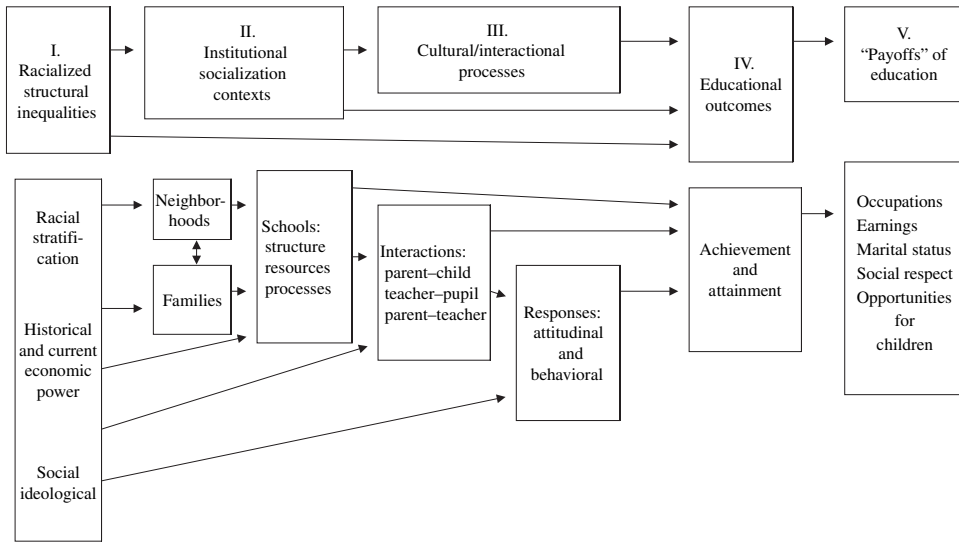 I.
Racialized
structural
inequalities
II.
Institutional
socialization
contexts
III.
Cultural/interactional
processes
IV.
Educational
outcomes
V.
“Payoffs” of
education
Racial
stratifi-
cation
Historical
and current
economic
power
Social
ideological
Neighbor-
hoods
Families
Schools:
structure
resources
processes
Interactions:
parent–child
teacher–pupil
parent–teacher
Responses:
attitudinal
and
behavioral
Achievement
and
attainment
Occupations
Earnings
Marital status
Social respect
Opportunities
for
children